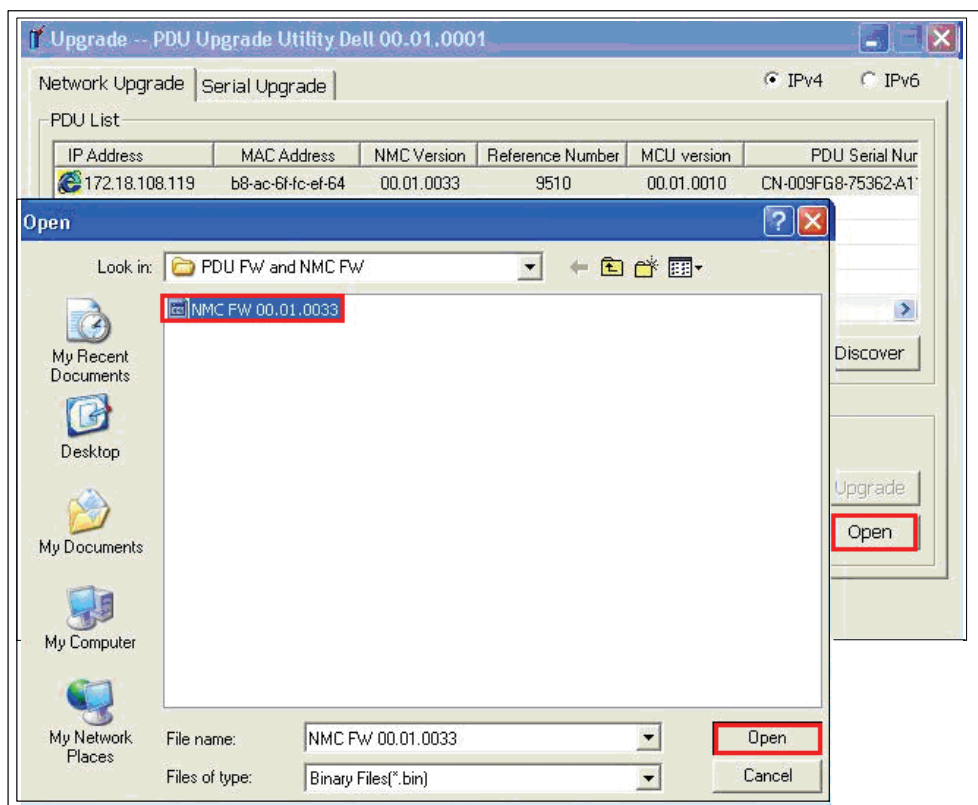 Upgrade -- PDU Upgrade Utility Dell 00.01.0001
Network Upgrade
Serial Upgrade
IPv4
IPv6
PDU List
IP Address
MAC Address
NMC Version
Reference Number
MCU version
PDU Serial Nur
172.18.108.119
b8-ac-6f-fc-ef-64
00.01.0033
9510
00.01.0010
CN-009FG8-75362-A1
Open
Look in:
PDU FW and NMC FW
NMC FW 00.01.0033
My Recent
Documents
Desktop
My Documents
My Computer
My Network
Places
Discover
Upgrade
Open
File name:
NMC FW 00.01.0033
Open
Files of type:
Binary Files(*.bin)
Cancel